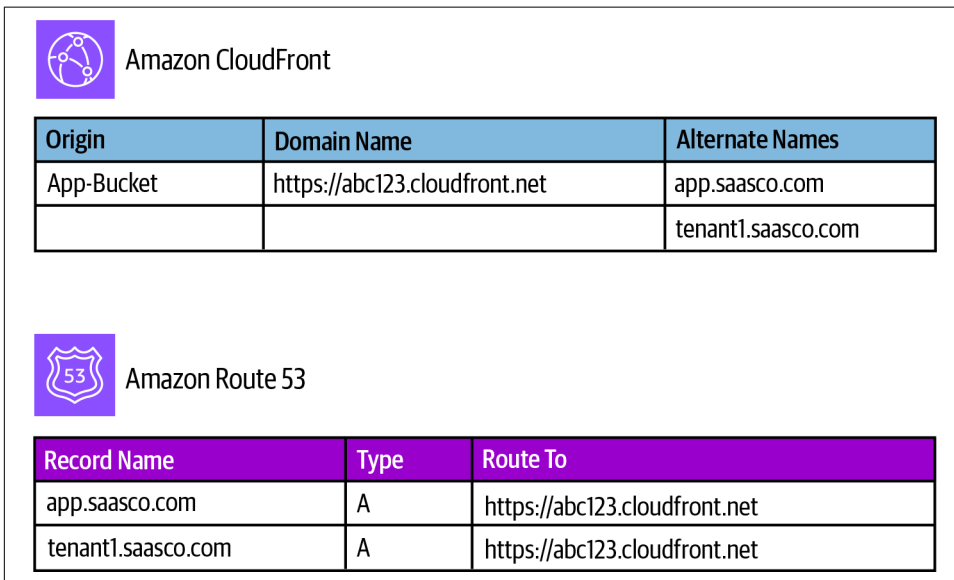 Amazon CloudFront
Origin Domain Name Alternate Names
App-Bucket https://abc123.cloudfront.net app.saasco.com
tenant1.saasco.com
53
Amazon Route 53
Record Name Type Route To
app.saasco.com A https://abc123.cloudfront.net
tenant1.saasco.com A https://abc123.cloudfront.net